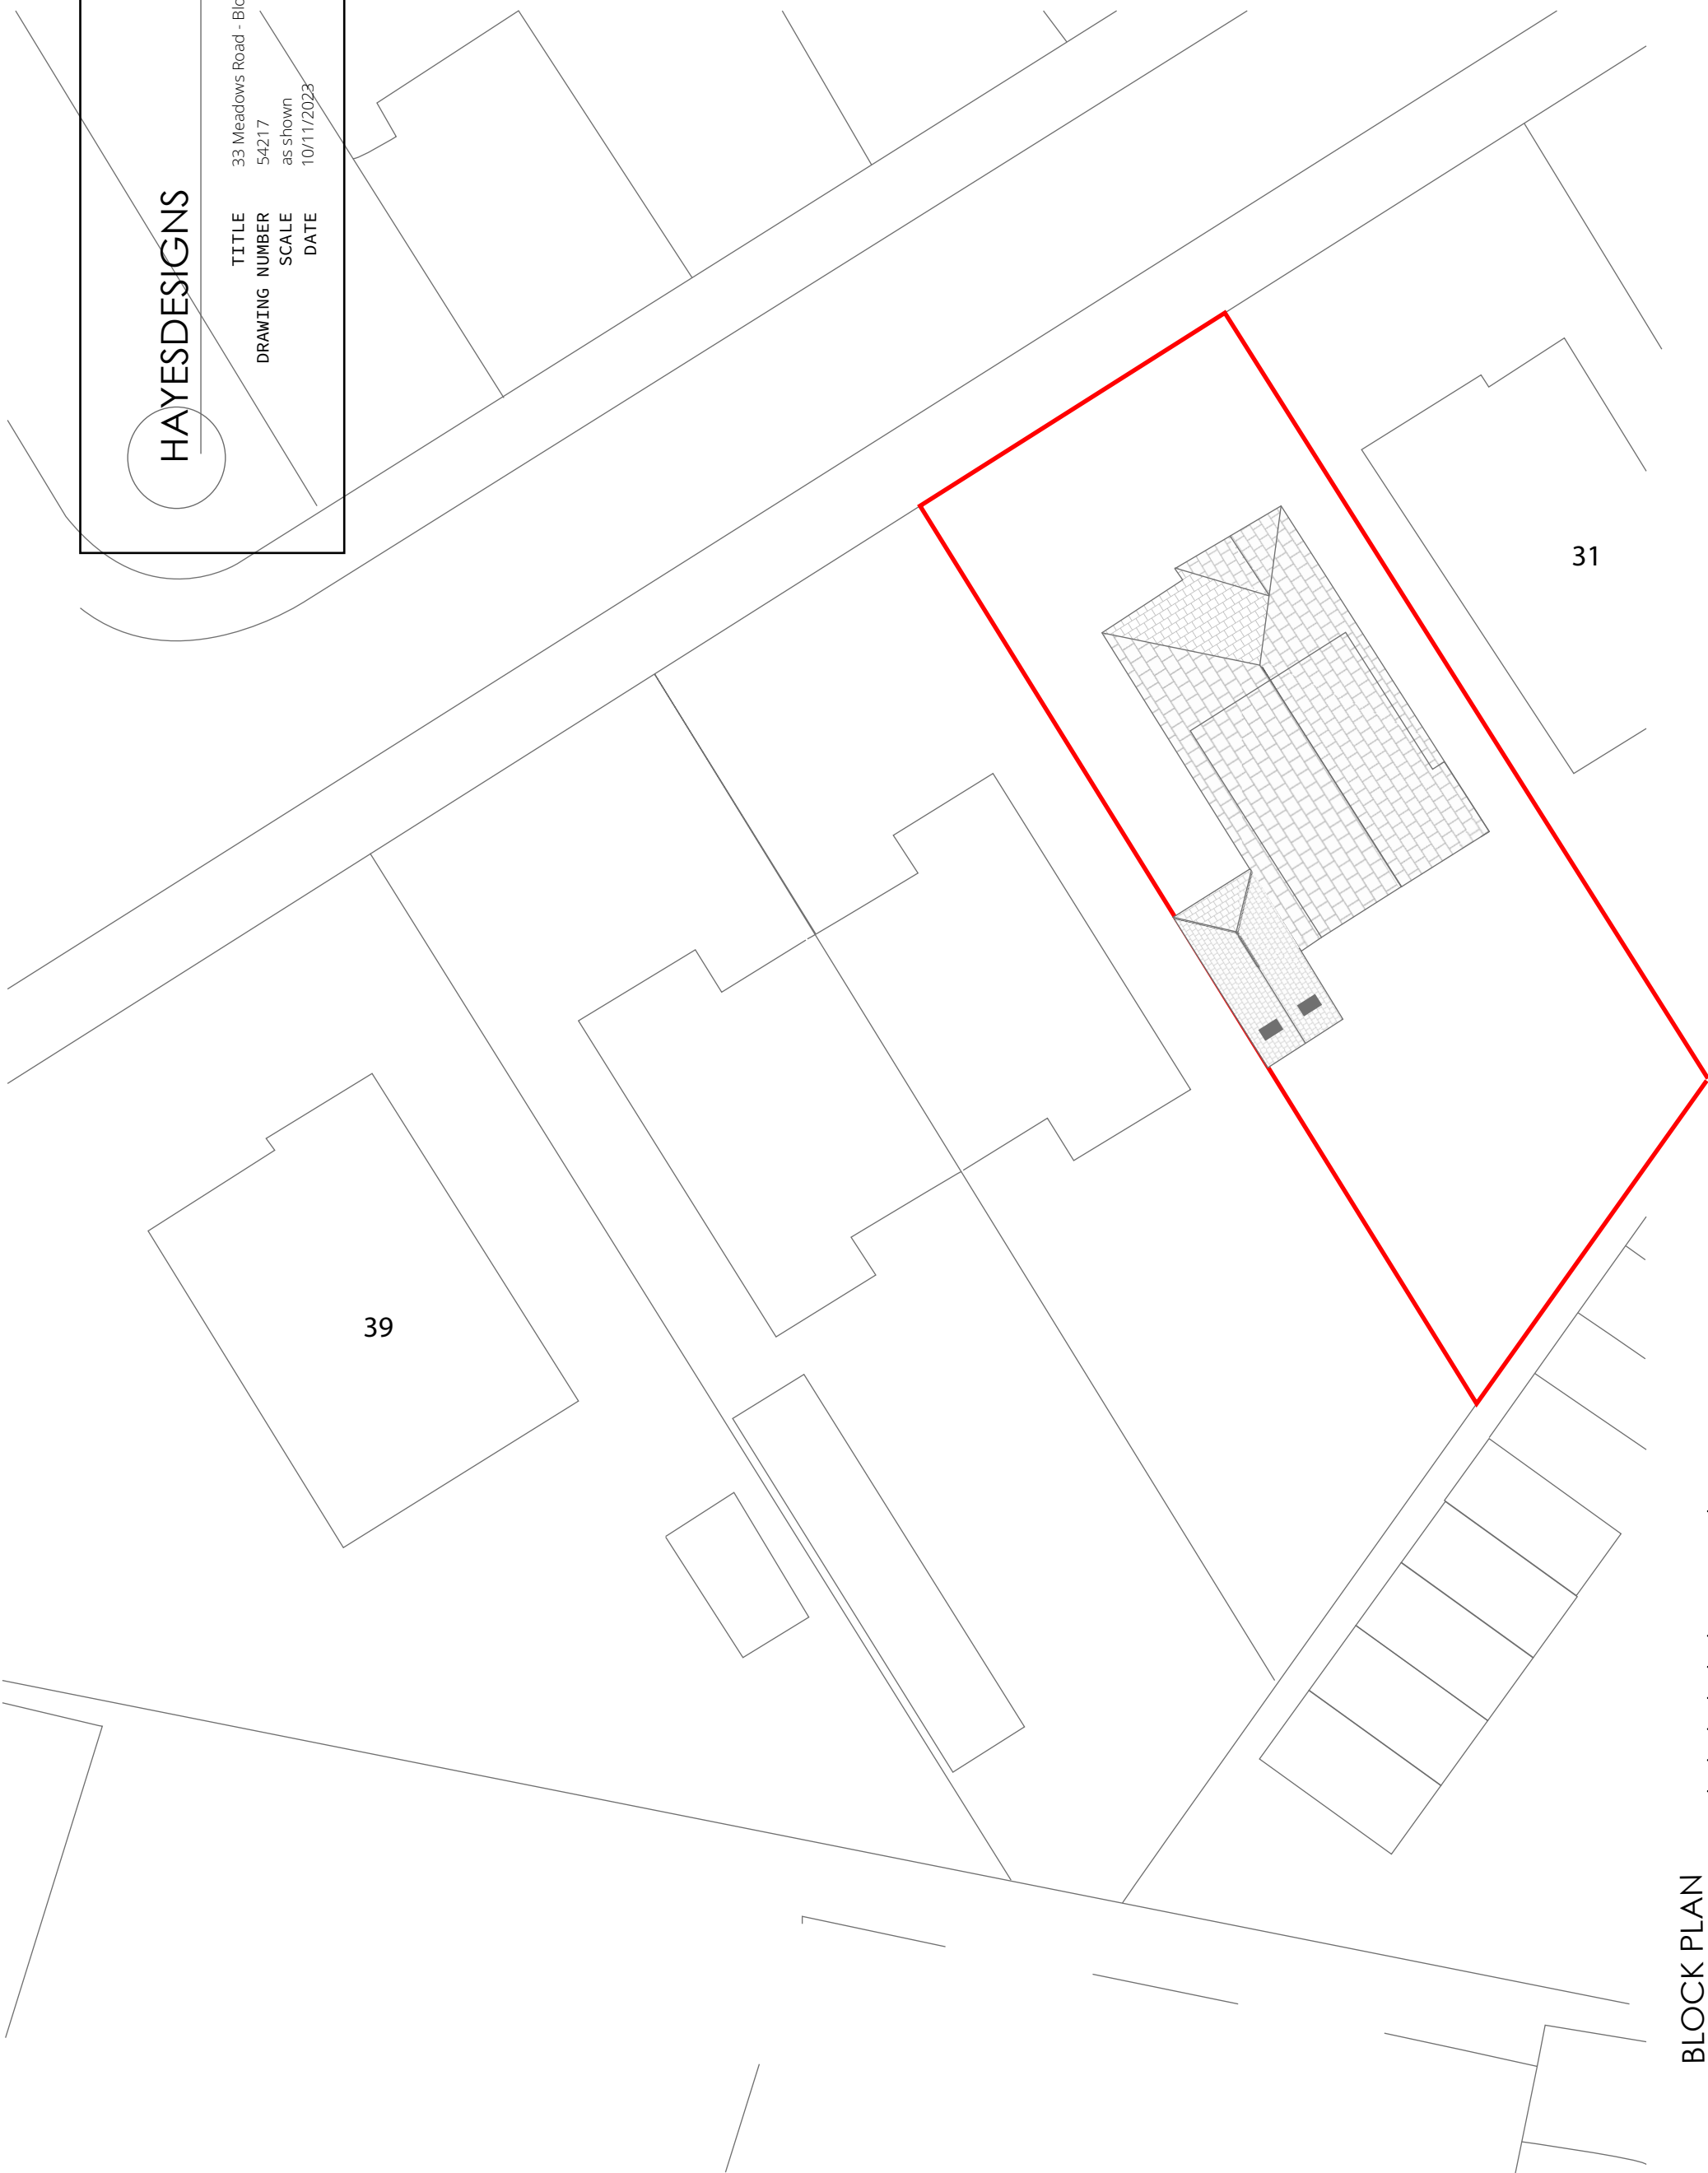 HAYESDESIGNS
TITLE 33 Meadows Road -
DRAWING NUMBER 54217
SCALE as shown
DATE 10/11/2023
31
39
BLOCK PLAN